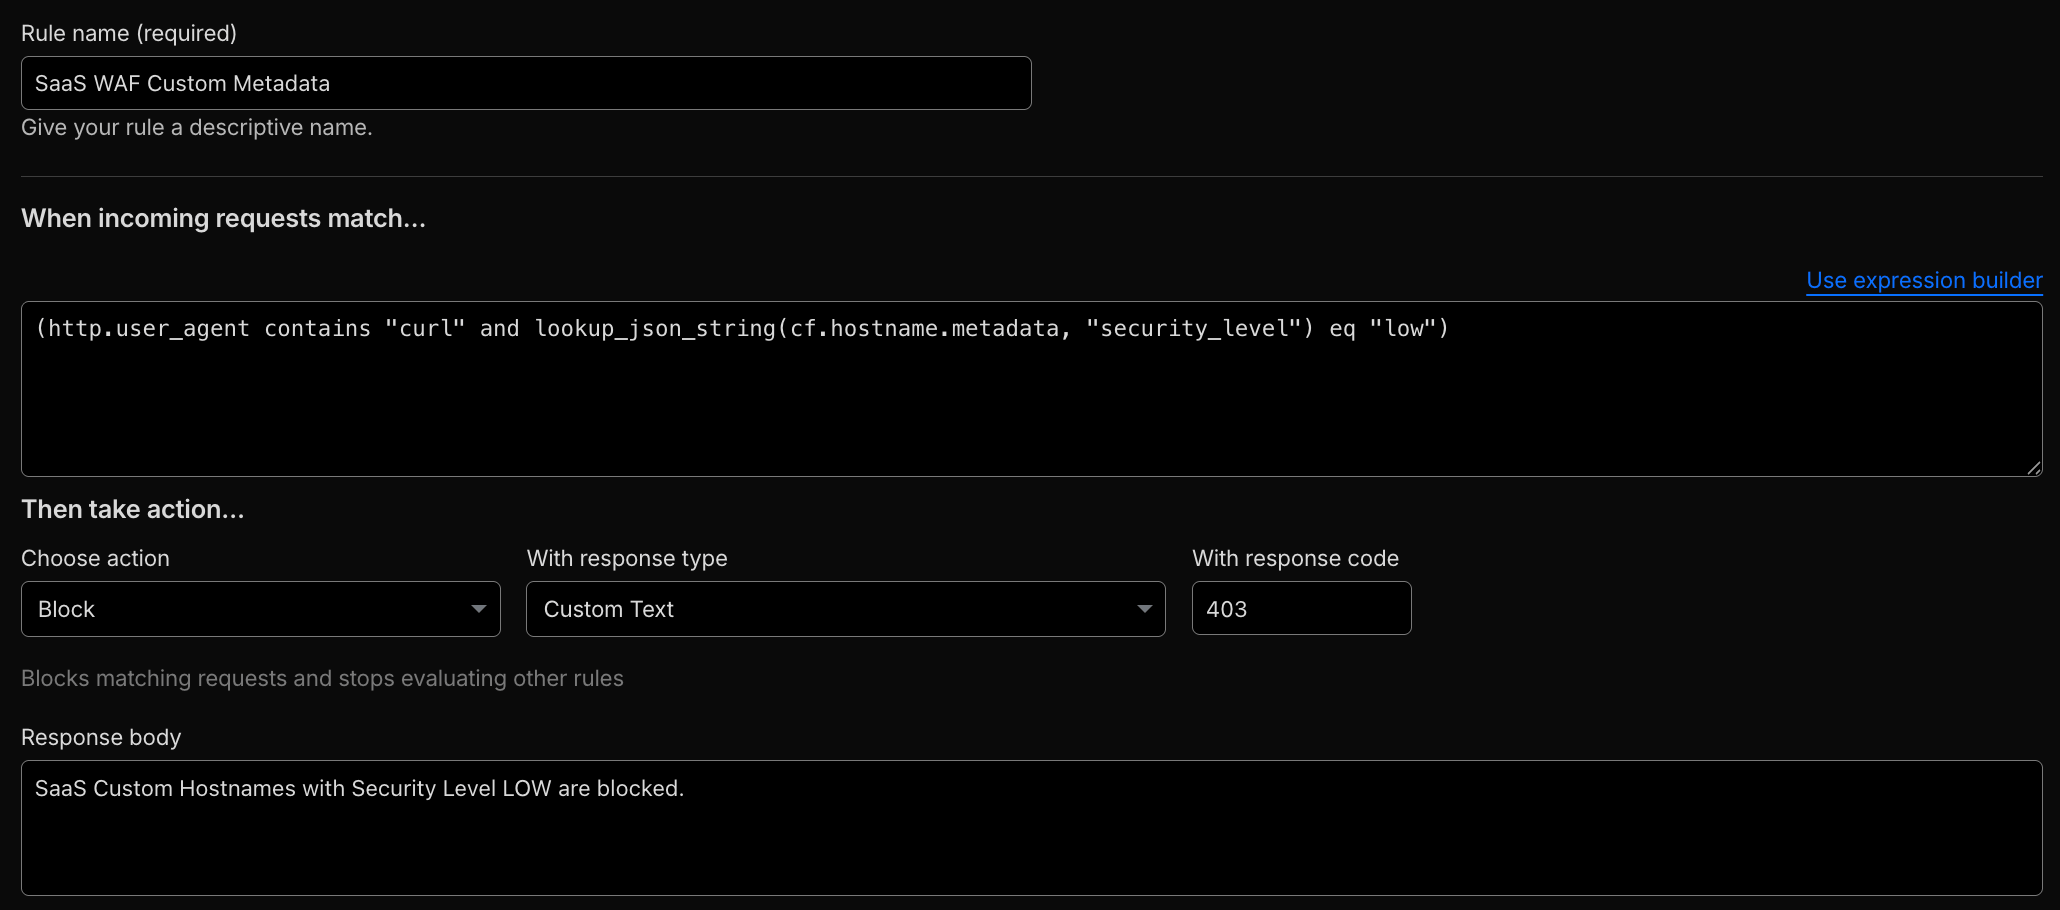 Rule name (required)
SaaS WAF Custom Metadata
Give your rule a descriptive name.
When incoming requests match...
Use expression builder
(http.user_agent contains "curl" and lookup_json_string(cf.hostname.metadata, "security_level") eq "low")
Then take action...
Choose action
With response type
With response code
Block
Custom Text
403
Blocks matching requests and stops evaluating other rules
Response body
SaaS Custom Hostnames with Security Level LOW are blocked.